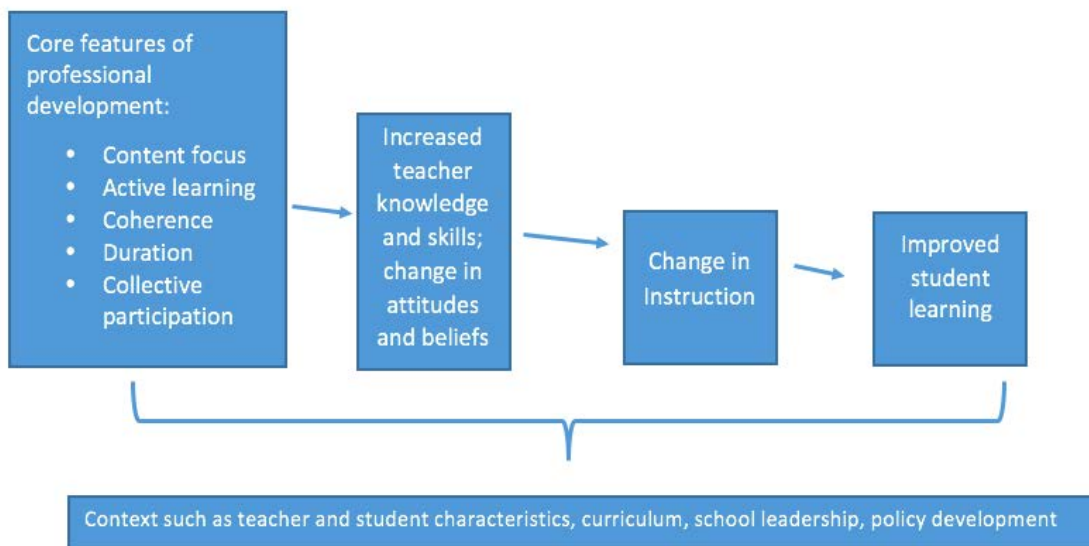 Core features of
professional
development:
• Content focus
• Active learning
• Coherence
• Duration
• Collective
participation
Increased
teacher
knowledge
and skills;
change in
attitudes
and beliefs
Change in
Instruction
Improved
student
learning
Context such as teacher and student characteristics, curriculum, school leadership, policy development